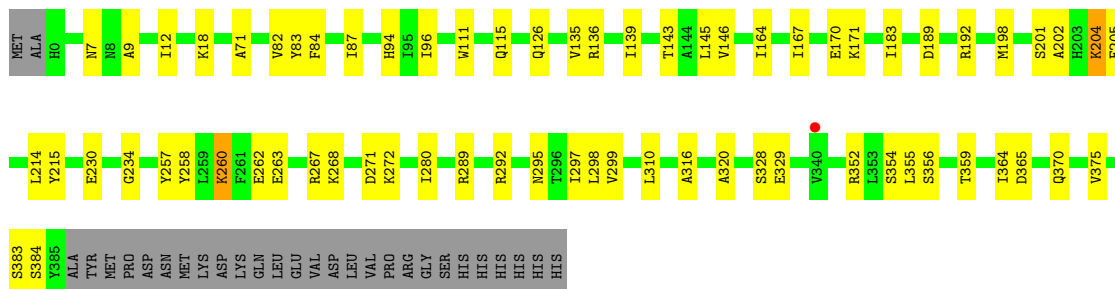 MET ALA H0 N7 N8 A9 I12 K18 A71 V82 Y83 F84 I87 H94 I95 I96 W111 Q115 Q126 V135 R136 I139 T143 A144 L145 V146 I164 I167 E170 K171 I183 D189 R192 M198 S201 A202 H203 K204
L214 Y215 E230 G234 Y257 Y258 L259 K260 F261 E262 E263 R267 K268 D271 K272 I280 R289 R292 N295 T296 I297 L298 V299 L310 A316 A320 S328 E329 V340 R352 L353 S354 L355 S356 T359 I364 D365 Q370 V375
S383 S384 Y385 ALA TYR MET PRO ASP ASN MET LYS ASP LYS GLN LEU GLU VAL ASP LEU VAL PRO ARG GLY SER HIS HIS HIS HIS HIS HIS